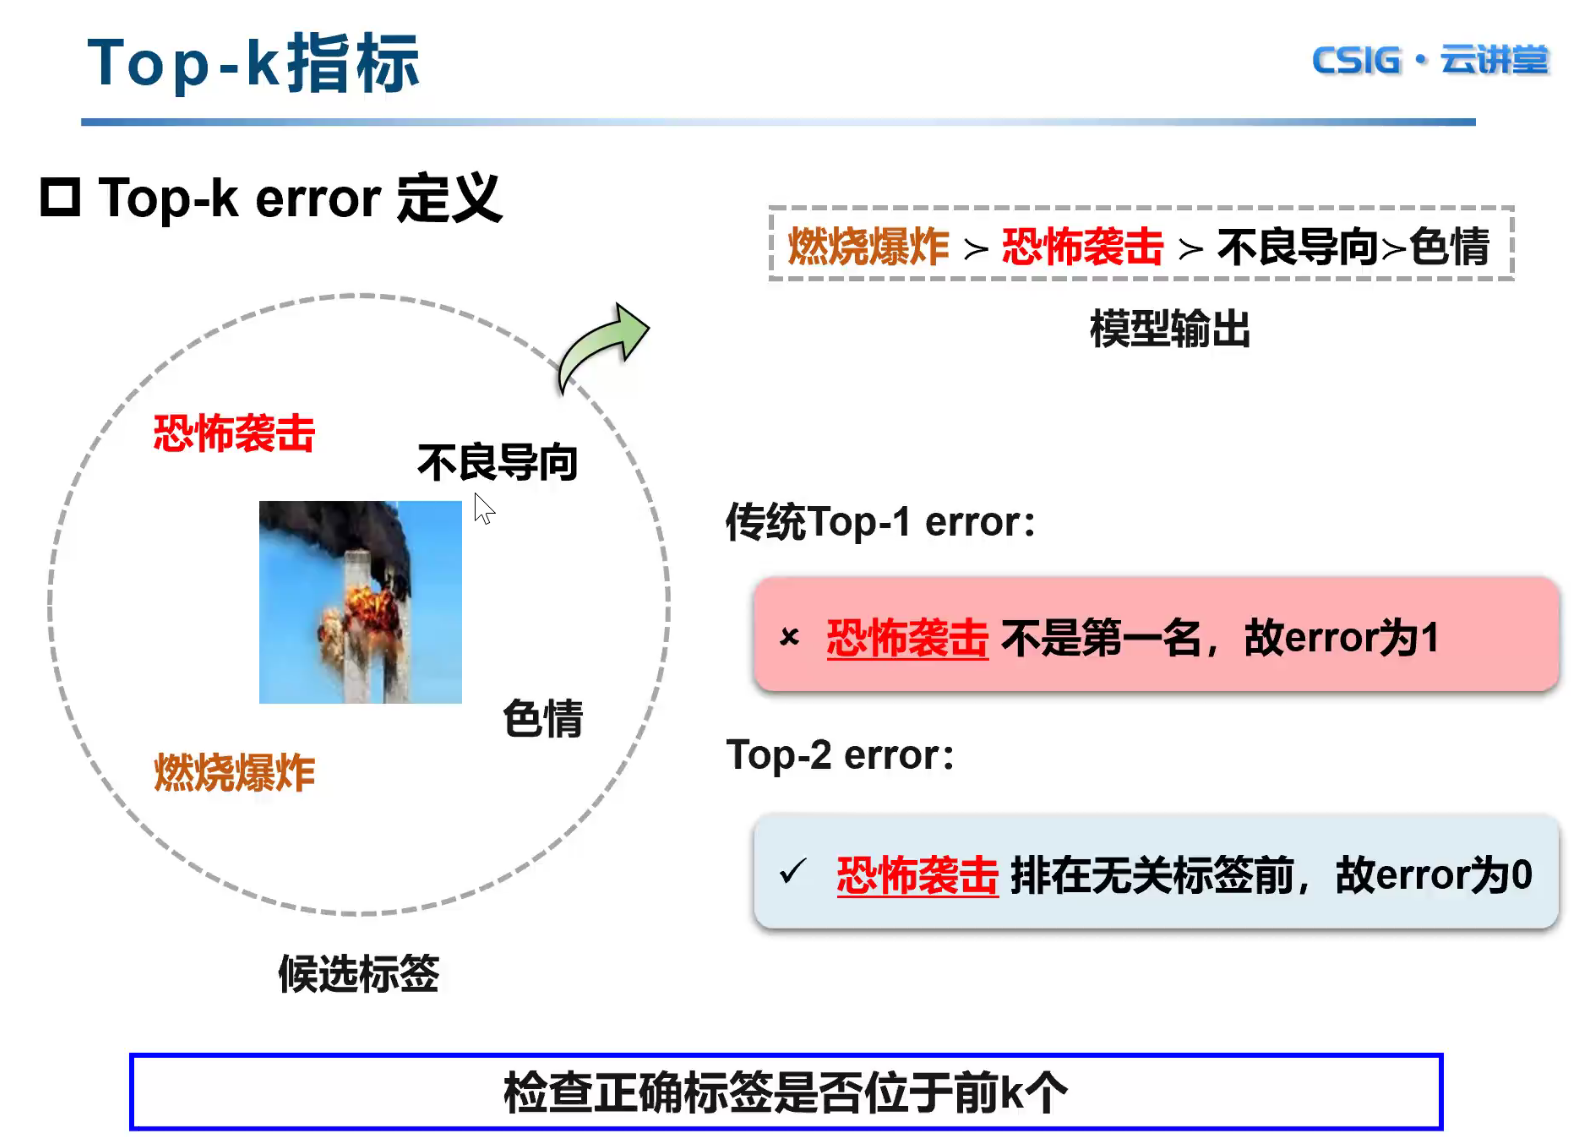 Top-k指标
CSIG·云讲堂
Top-k error 定义
燃烧爆炸 ≻ 恐怖袭击 ≻ 不良导向≻色情
模型输出
恐怖袭击
不良导向
色情
燃烧爆炸
候选标签
传统Top-1 error：
× 恐怖袭击 不是第一名，故error为1
Top-2 error：
✓ 恐怖袭击 排在无关标签前，故error为0
检查正确标签是否位于前k个